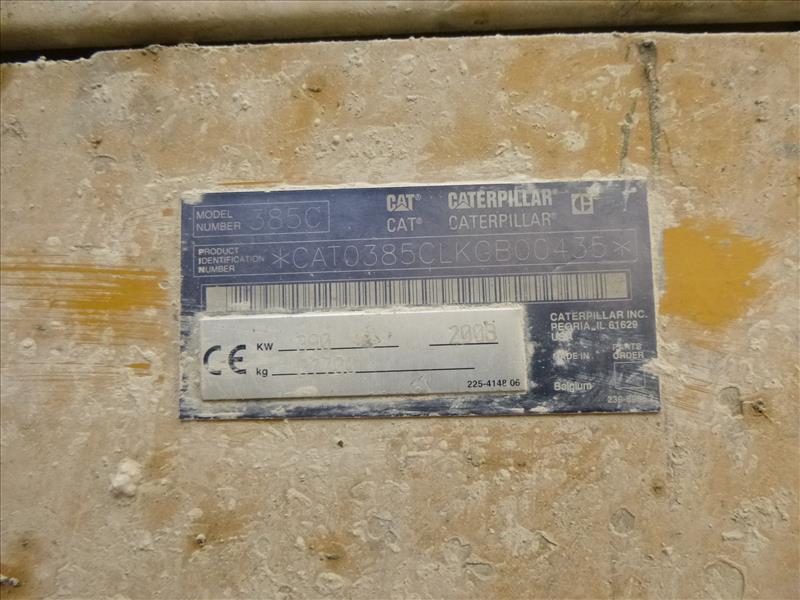 MODEL NUMBER 385C
CAT® CATERPILLAR®
CAT® CATERPILLAR®
PRODUCT IDENTIFICATION NUMBER *CAT0385CLKGB00435*
CATERPILLAR INC.
PEORIA, IL 61629
USA
CE
KW 390
kg
225-4148 06
MADE IN Belgium
PARTS ORDER